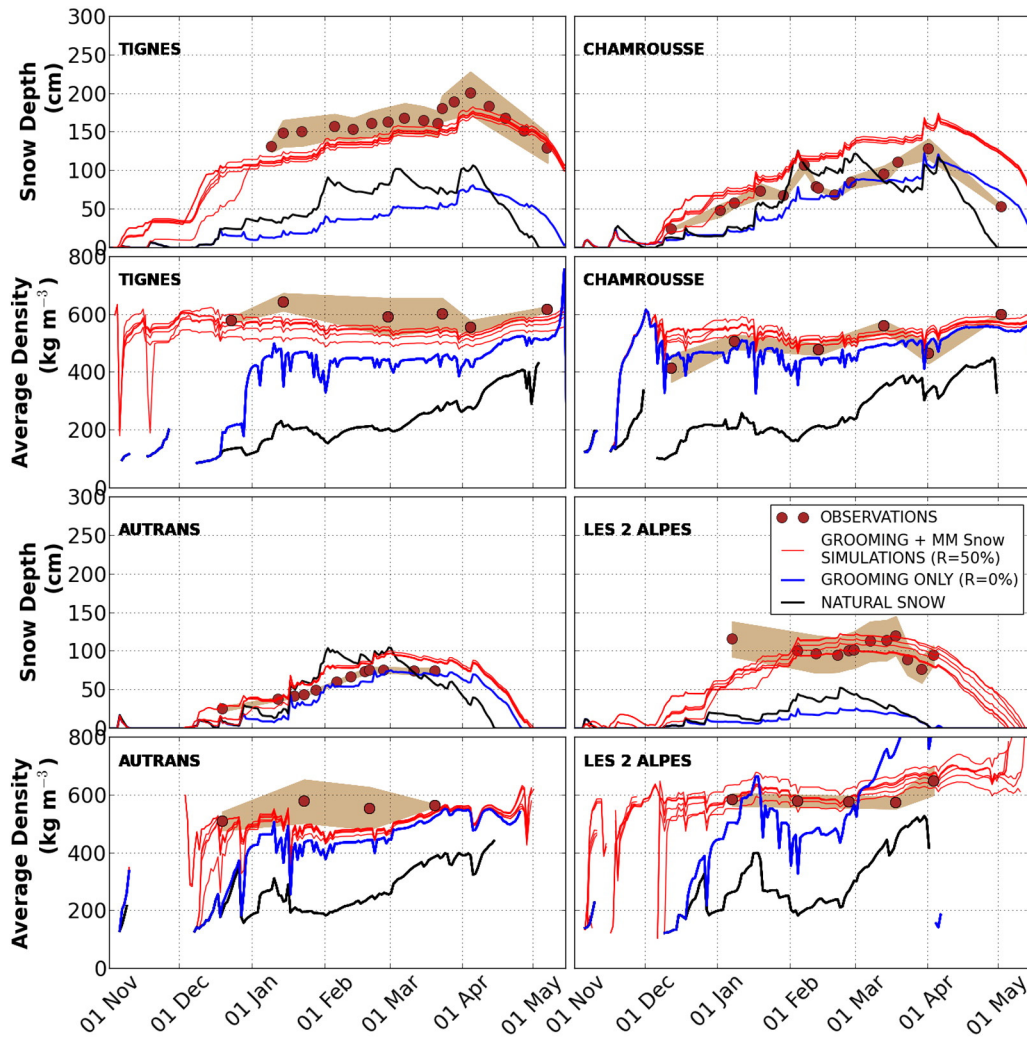 300
250
200
150
100
50
0
Snow Depth
(cm)
TIGNES
CHAMROUSSE
800
600
400
200
0
Average Density
(kg m⁻³)
TIGNES
CHAMROUSSE
300
250
200
150
100
50
0
Snow Depth
(cm)
AUTRANS
LES 2 ALPES
OBSERVATIONS
GROOMING + MM Snow
SIMULATIONS (R=50%)
GROOMING ONLY (R=0%)
NATURAL SNOW
800
600
400
200
0
Average Density
(kg m⁻³)
AUTRANS
LES 2 ALPES
01 Nov
01 Dec
01 Jan
01 Feb
01 Mar
01 Apr
01 May
01 Nov
01 Dec
01 Jan
01 Feb
01 Mar
01 Apr
01 May